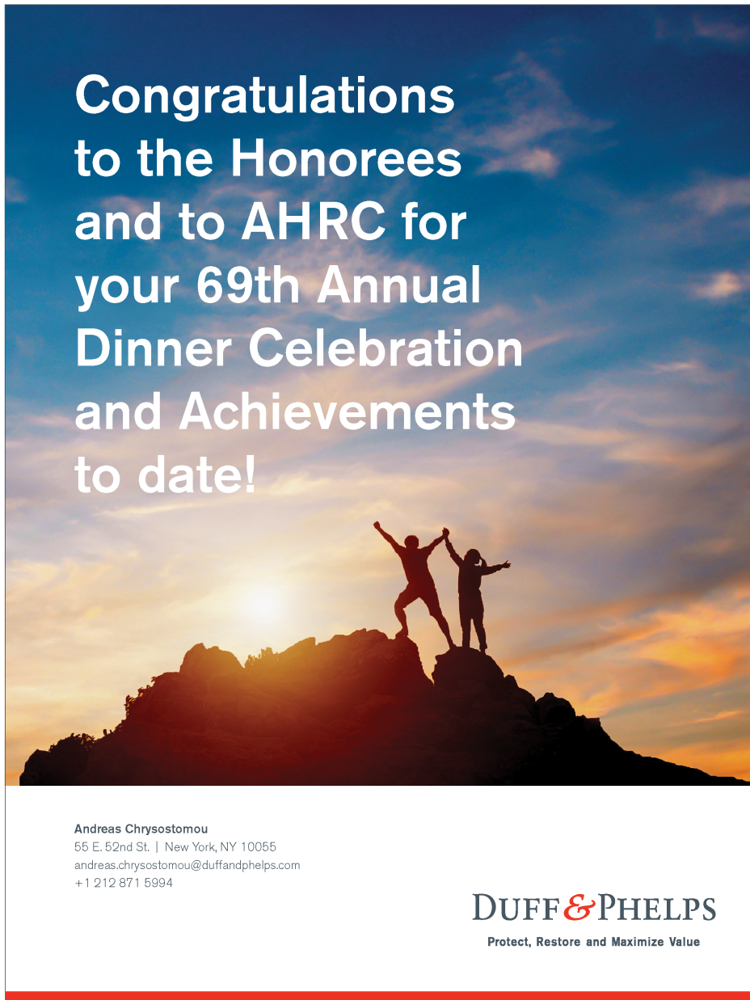 Congratulations
to the Honorees
and to AHRC for
your 69th Annual
Dinner Celebration
and Achievements
to date!
Andreas Chrysostomou
55 E. 52nd St. | New York, NY 10055
andreas.chrysostomou@duffandphelps.com
+1 212 871 5994
DUFF&PHELPS
Protect, Restore and Maximize Value